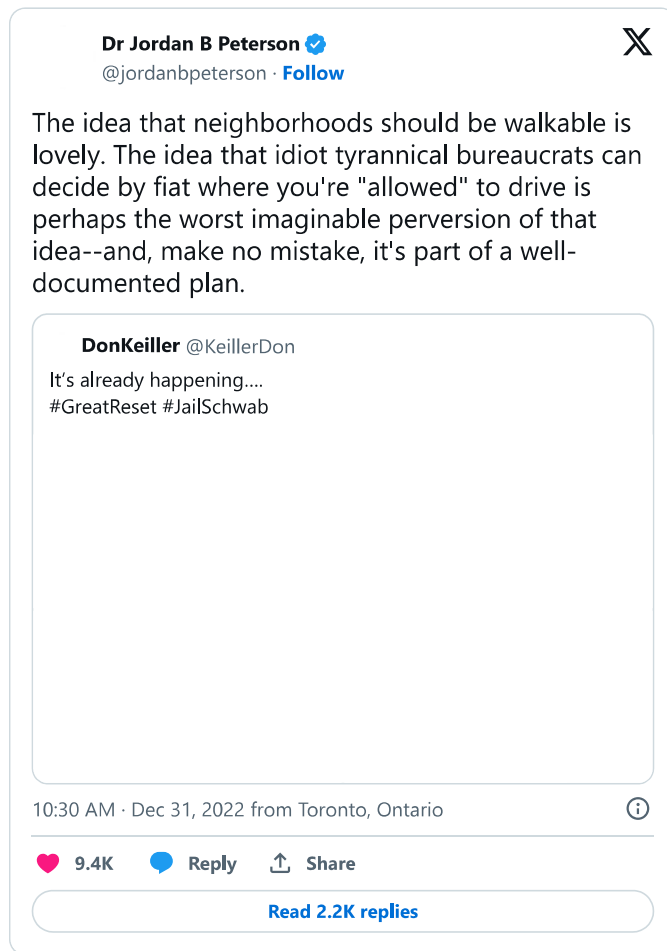 Dr Jordan B Peterson
@jordanbpeterson · Follow
The idea that neighborhoods should be walkable is
lovely. The idea that idiot tyrannical bureaucrats can
decide by fiat where you're "allowed" to drive is
perhaps the worst imaginable perversion of that
idea--and, make no mistake, it's part of a well-
documented plan.
DonKeiller @KeillerDon
It's already happening....
#GreatReset #JailSchwab
10:30 AM · Dec 31, 2022 from Toronto, Ontario
9.4K Reply Share
Read 2.2K replies